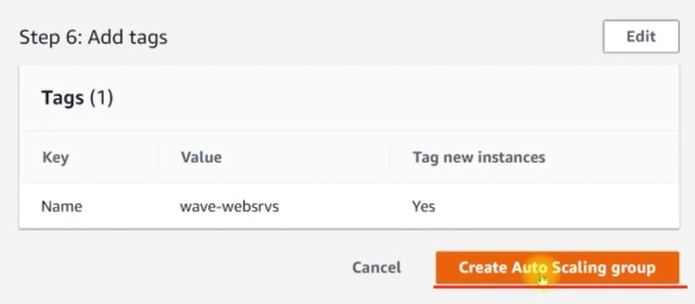 Step 6: Add tags Edit
Tags (1)
Key Value Tag new instances
Name wave-websrvs Yes
Cancel Create Auto Scaling group